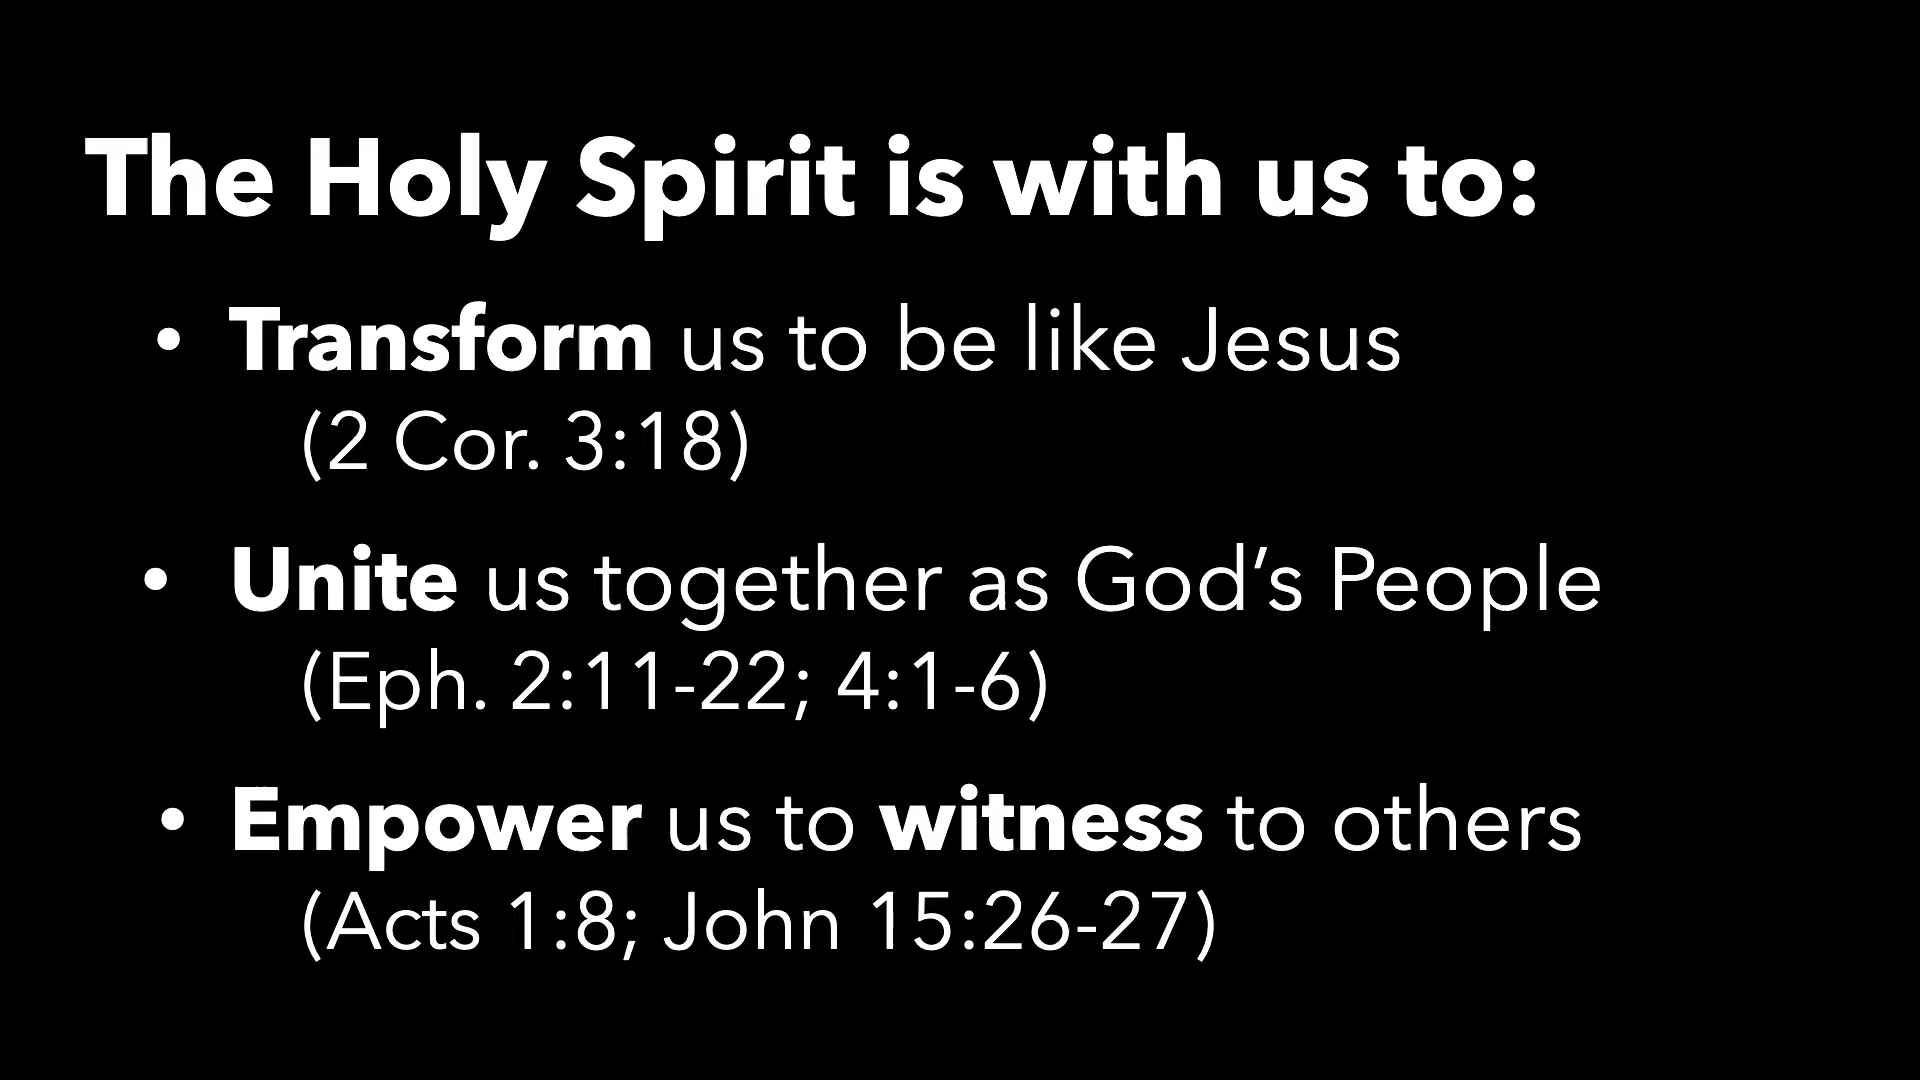 The Holy Spirit is with us to:
• Transform us to be like Jesus
(2 Cor. 3:18)
• Unite us together as God’s People
(Eph. 2:11-22; 4:1-6)
• Empower us to witness to others
(Acts 1:8; John 15:26-27)